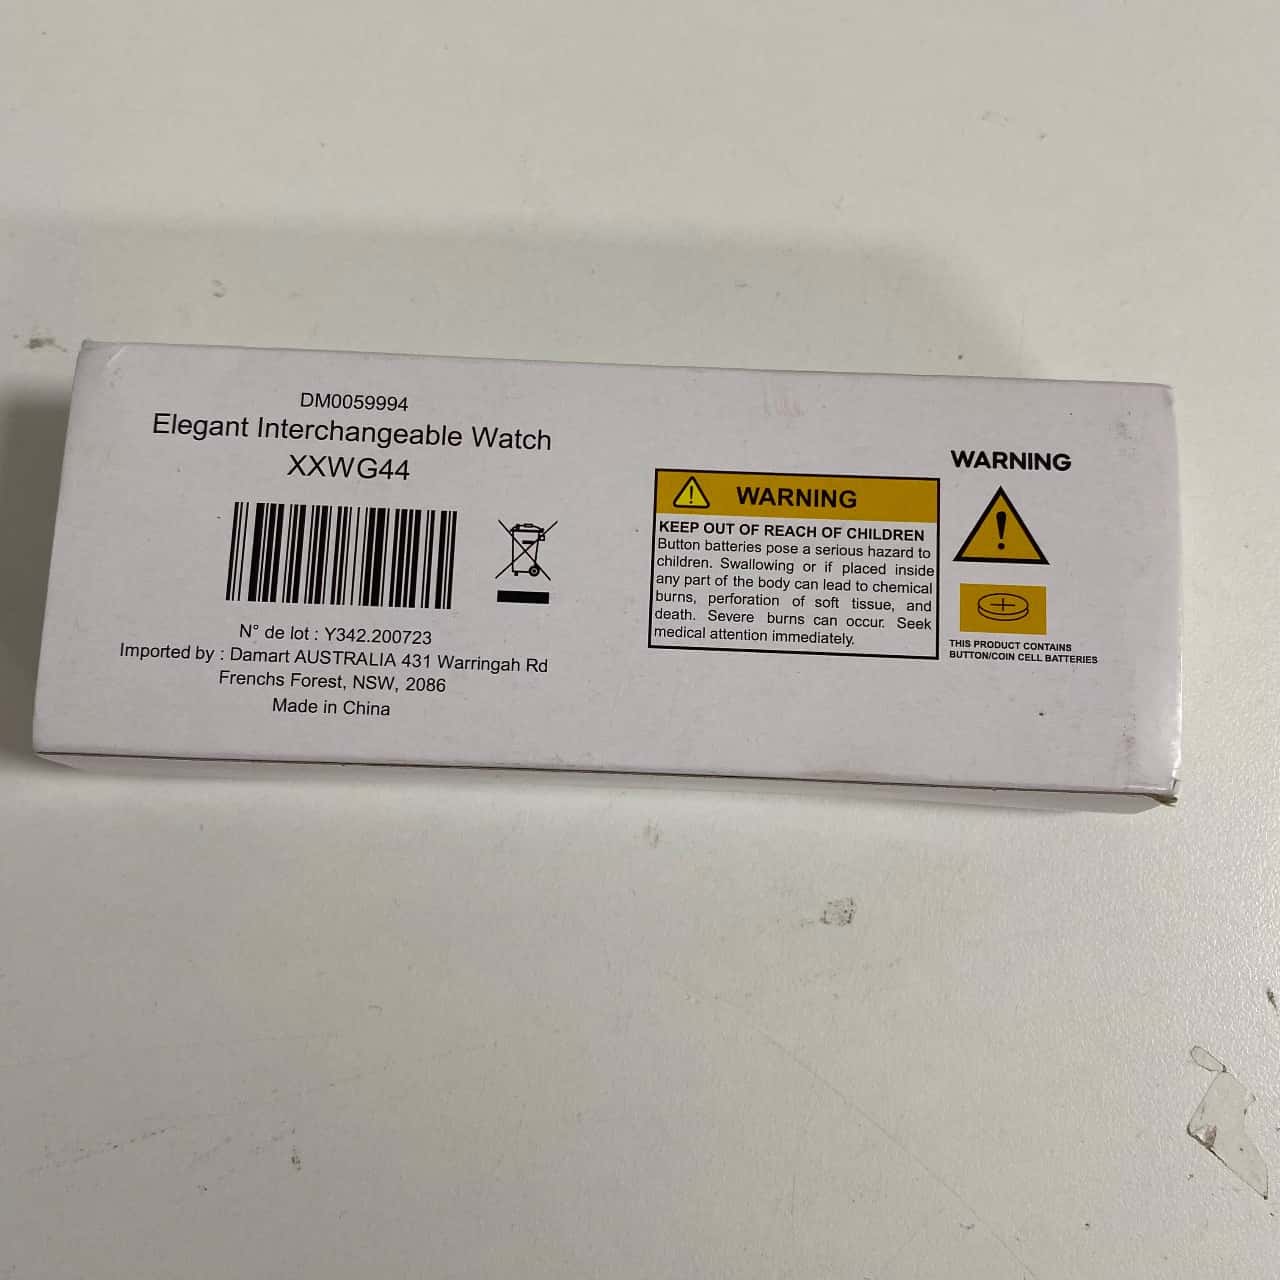 DM0059994
Elegant Interchangeable Watch
XXWG44
N° de lot : Y342.200723
Imported by : Damart AUSTRALIA 431 Warringah Rd
Frenchs Forest, NSW, 2086
Made in China
WARNING
KEEP OUT OF REACH OF CHILDREN
Button batteries pose a serious hazard to
children. Swallowing or if placed inside
any part of the body can lead to chemical
burns, perforation of soft tissue, and
death. Severe burns can occur. Seek
medical attention immediately.
WARNING
THIS PRODUCT CONTAINS
BUTTON/COIN CELL BATTERIES